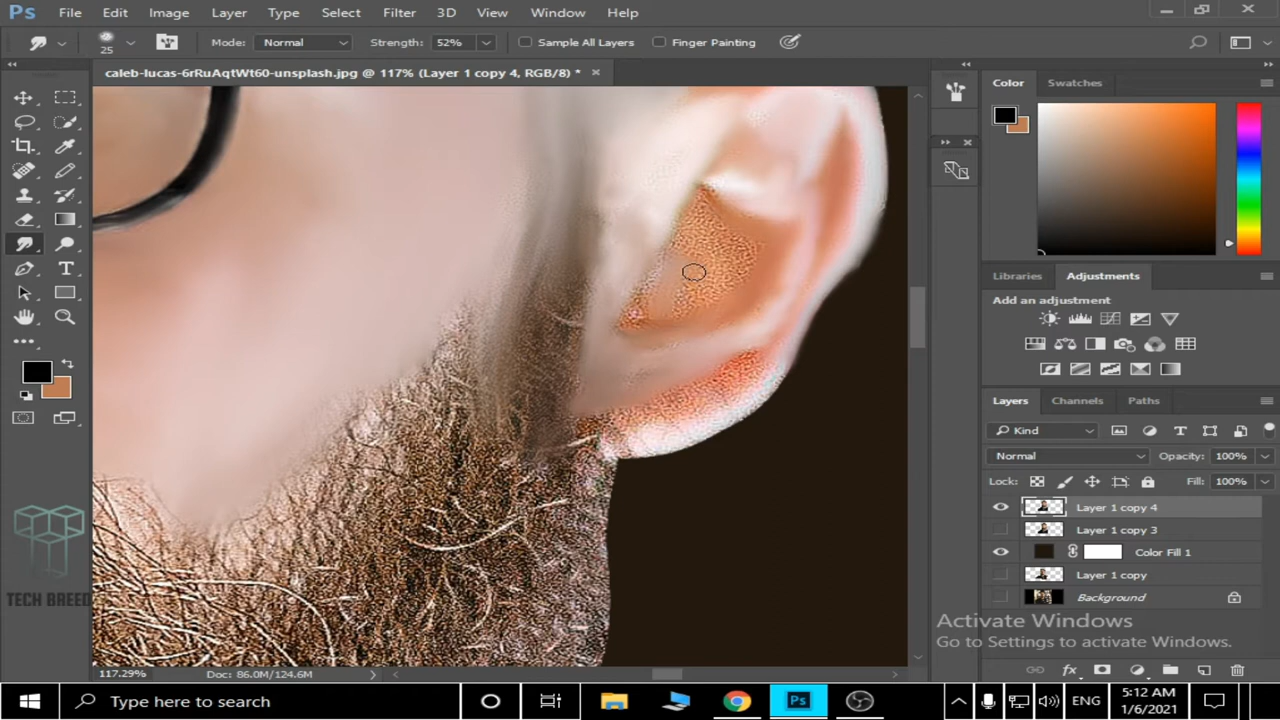 Ps File Edit Image Layer Type Select Filter 3D View Window Help
25 Mode: Normal Strength: 52% Sample All Layers Finger Painting
caleb-lucas-6rRuAqtWt60-unsplash.jpg @ 117% (Layer 1 copy 4, RGB/8) * ×
Color Swatches
Libraries Adjustments
Add an adjustment
Layers Channels Paths
Kind
Normal Opacity: 100%
Lock: Fill: 100%
Layer 1 copy 4
Layer 1 copy 3
Color Fill 1
Layer 1 copy
Background
TECH BREED
Activate Windows
Go to Settings to activate Windows.
117.29% Doc: 86.0M/124.6M
Type here to search
Ps
ENG
5:12 AM
1/6/2021